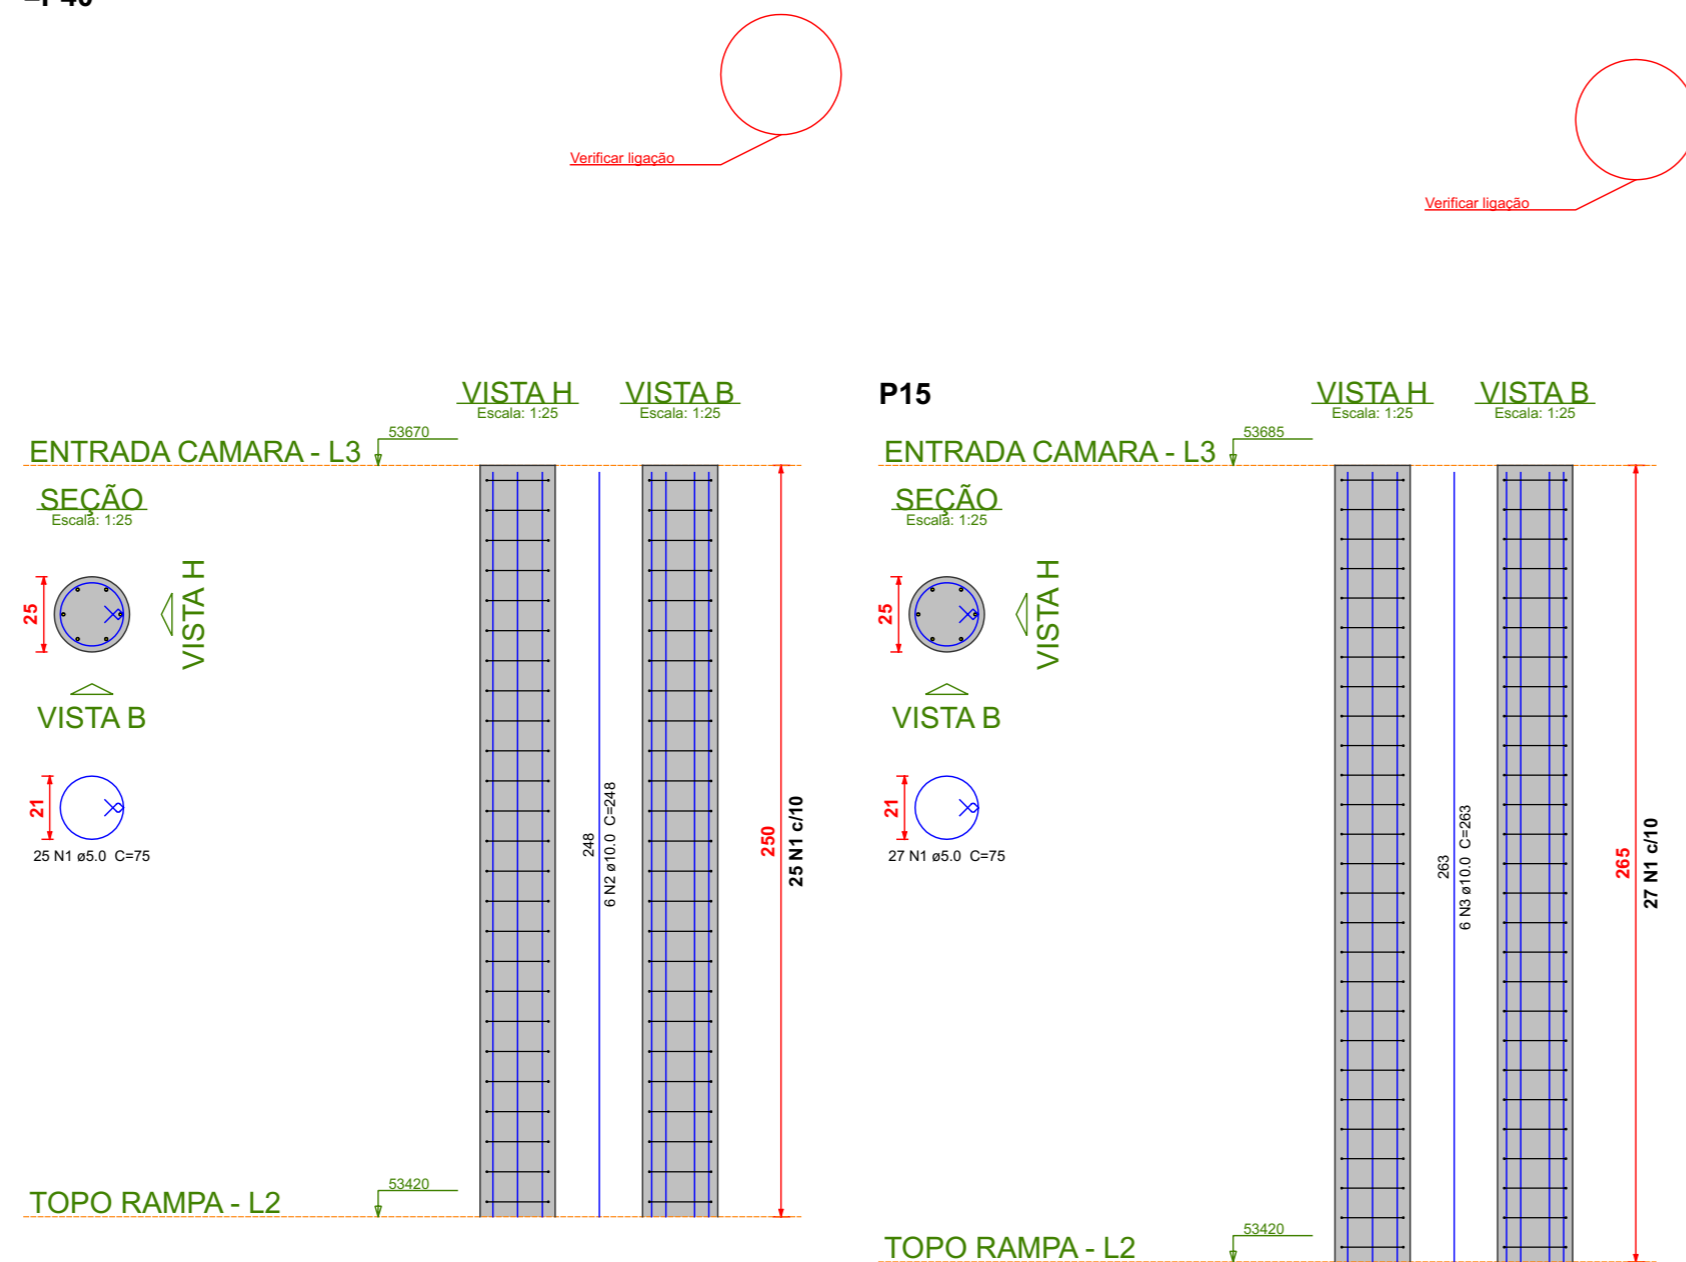 Verificar ligação
Verificar ligação
VISTA H
Escala: 1:25
VISTA B
Escala: 1:25
ENTRADA CAMARA - L3
53670
SEÇÃO
Escala: 1:25
25
VISTA H
VISTA B
21
25 N1 ø5.0 C=75
248
6 N2 ø10.0 C=248
250
25 N1 c/10
TOPO RAMPA - L2
53420
P15
VISTA H
Escala: 1:25
VISTA B
Escala: 1:25
ENTRADA CAMARA - L3
53685
SEÇÃO
Escala: 1:25
25
VISTA H
VISTA B
21
27 N1 ø5.0 C=75
263
6 N3 ø10.0 C=263
265
27 N1 c/10
TOPO RAMPA - L2
53420